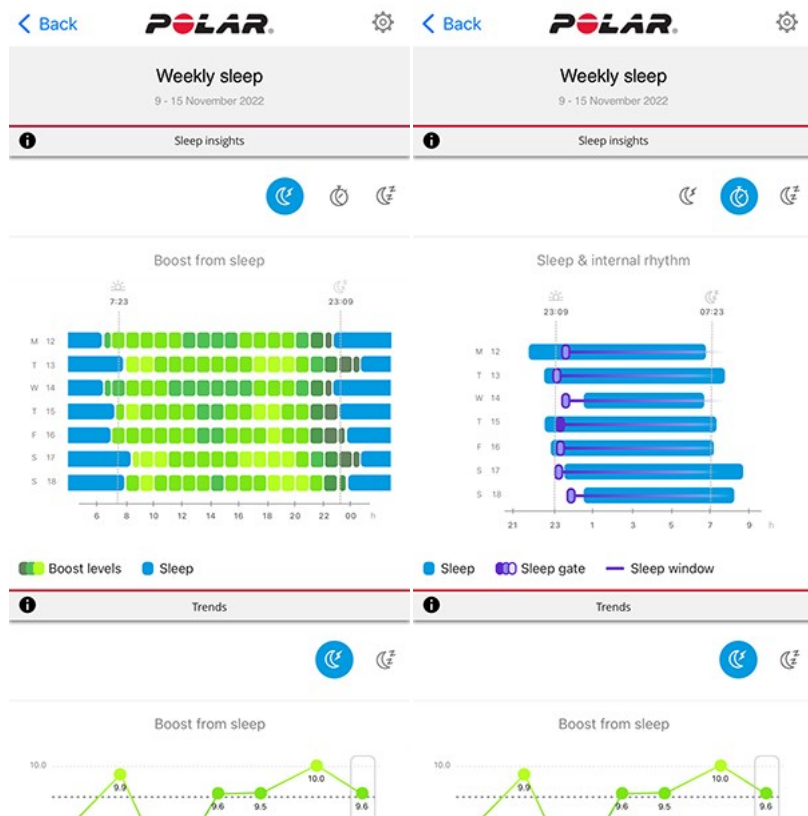 Back
POLAR
Weekly sleep
9 - 15 November 2022
Sleep insights
Boost from sleep
7:23
23:09
M 12
T 13
W 14
T 15
F 16
S 17
S 18
6 8 10 12 14 16 18 20 22 00 h
Boost levels
Sleep
Trends
Boost from sleep
10.0
9.9
9.6
9.5
10.0
9.6
Back
POLAR
Weekly sleep
9 - 15 November 2022
Sleep insights
Sleep & internal rhythm
23:09
07:23
M 12
T 13
W 14
T 15
F 16
S 17
S 18
21 23 1 3 5 7 9 h
Sleep
Sleep gate
Sleep window
Trends
Boost from sleep
10.0
9.9
9.6
9.5
10.0
9.6